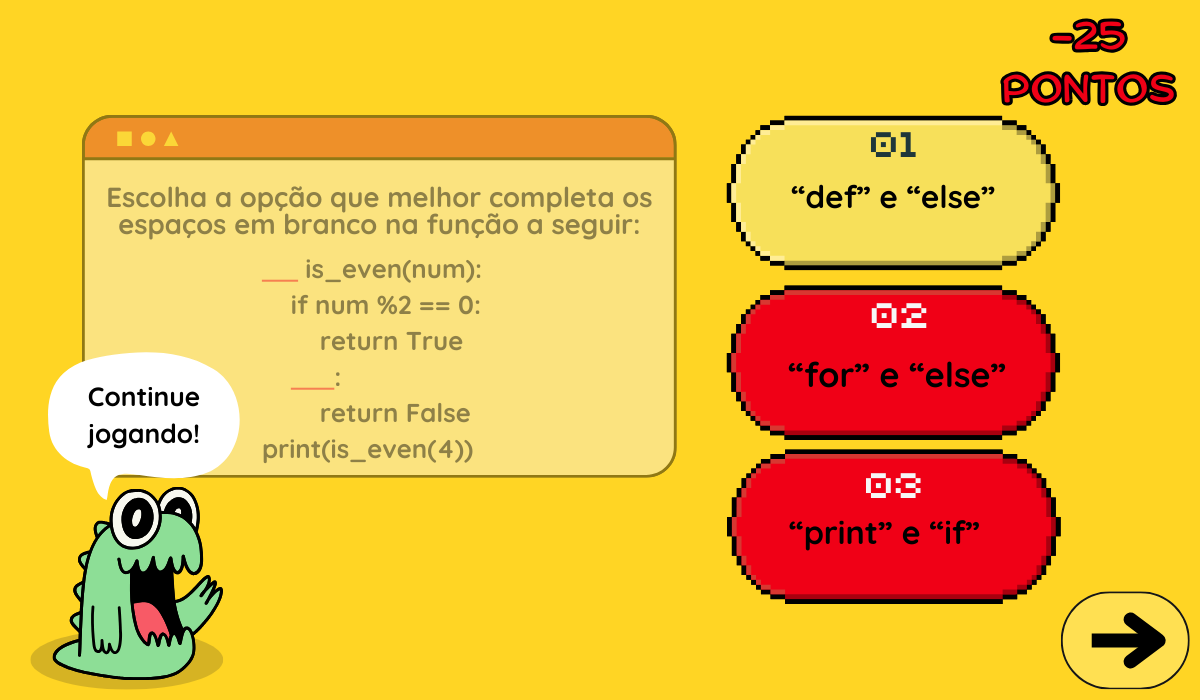 -25
PONTOS
Escolha a opção que melhor completa os
espaços em branco na função a seguir:
___ is_even(num):
if num %2 == 0:
return True
___:
return False
print(is_even(4))
Continue
jogando!
01
“def” e “else”
02
“for” e “else”
03
“print” e “if”